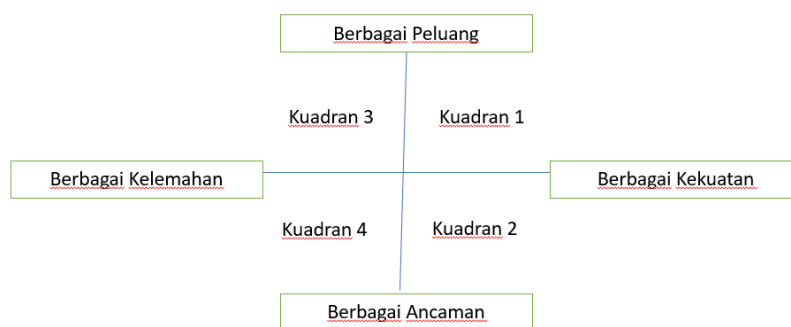 Berbagai Peluang
Kuadran 3
Kuadran 1
Berbagai Kelemahan
Berbagai Kekuatan
Kuadran 4
Kuadran 2
Berbagai Ancaman